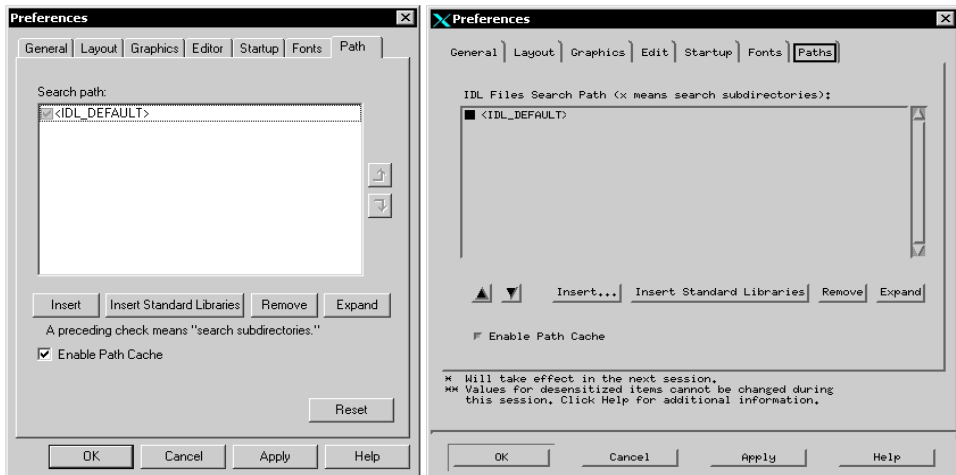 Preferences
General Layout Graphics Editor Startup Fonts Path
Search path:
<IDL_DEFAULT>
Insert Insert Standard Libraries Remove Expand
A preceding check means "search subdirectories."
Enable Path Cache
Reset
OK Cancel Apply Help
Preferences
General Layout Graphics Edit Startup Fonts Paths
IDL Files Search Path (x means search subdirectories):
<IDL_DEFAULT>
Insert... Insert Standard Libraries Remove Expand
Enable Path Cache
* Will take effect in the next session.
** Values for desensitized items cannot be changed during
this session. Click Help for additional information.
OK Cancel Apply Help